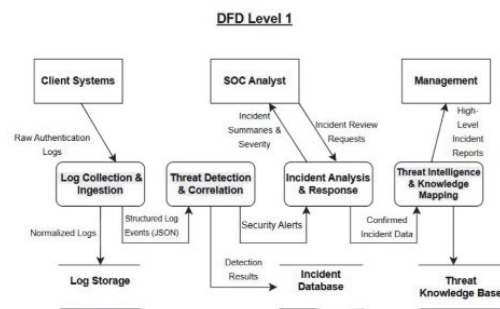 DFD Level 1
Client Systems
SOC Analyst
Management
Raw Authentication
Logs
Incident
Summaries &
Severity
Incident Review
Requests
High-
Level
Incident
Reports
Log Collection &
Ingestion
Threat Detection
& Correlation
Incident Analysis
& Response
Threat Intelligence
& Knowledge
Mapping
Normalized Logs
Structured Log
Events (JSON)
Security Alerts
Confirmed
Incident Data
Detection
Results
Log Storage
Incident
Database
Threat
Knowledge Base